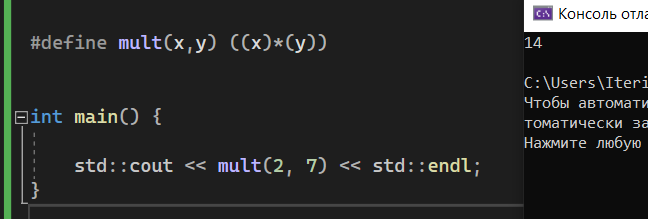 #define mult(x,y) ((x)*(y))
int main() {
std::cout << mult(2, 7) << std::endl;
}
Консоль отла
14
C:\Users\Iteri
Чтобы автомати
томатически за
Нажмите любую